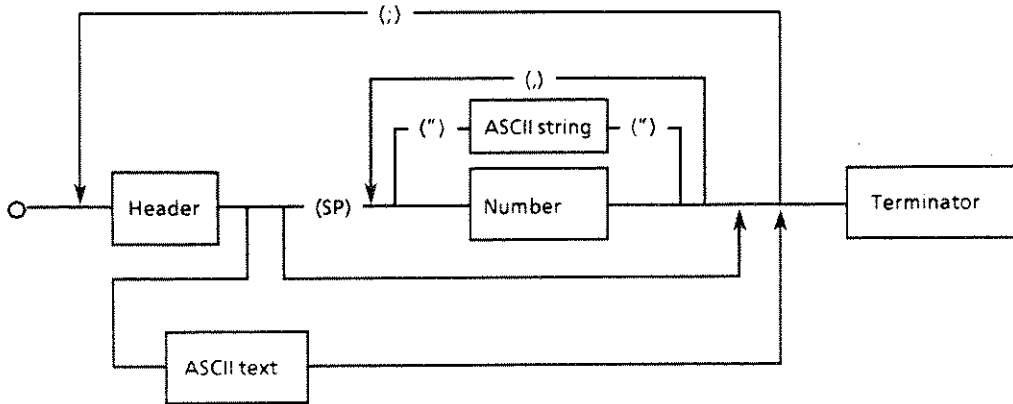 (;)
(,)
(") ASCII string (")
Header (SP) Number Terminator
ASCII text